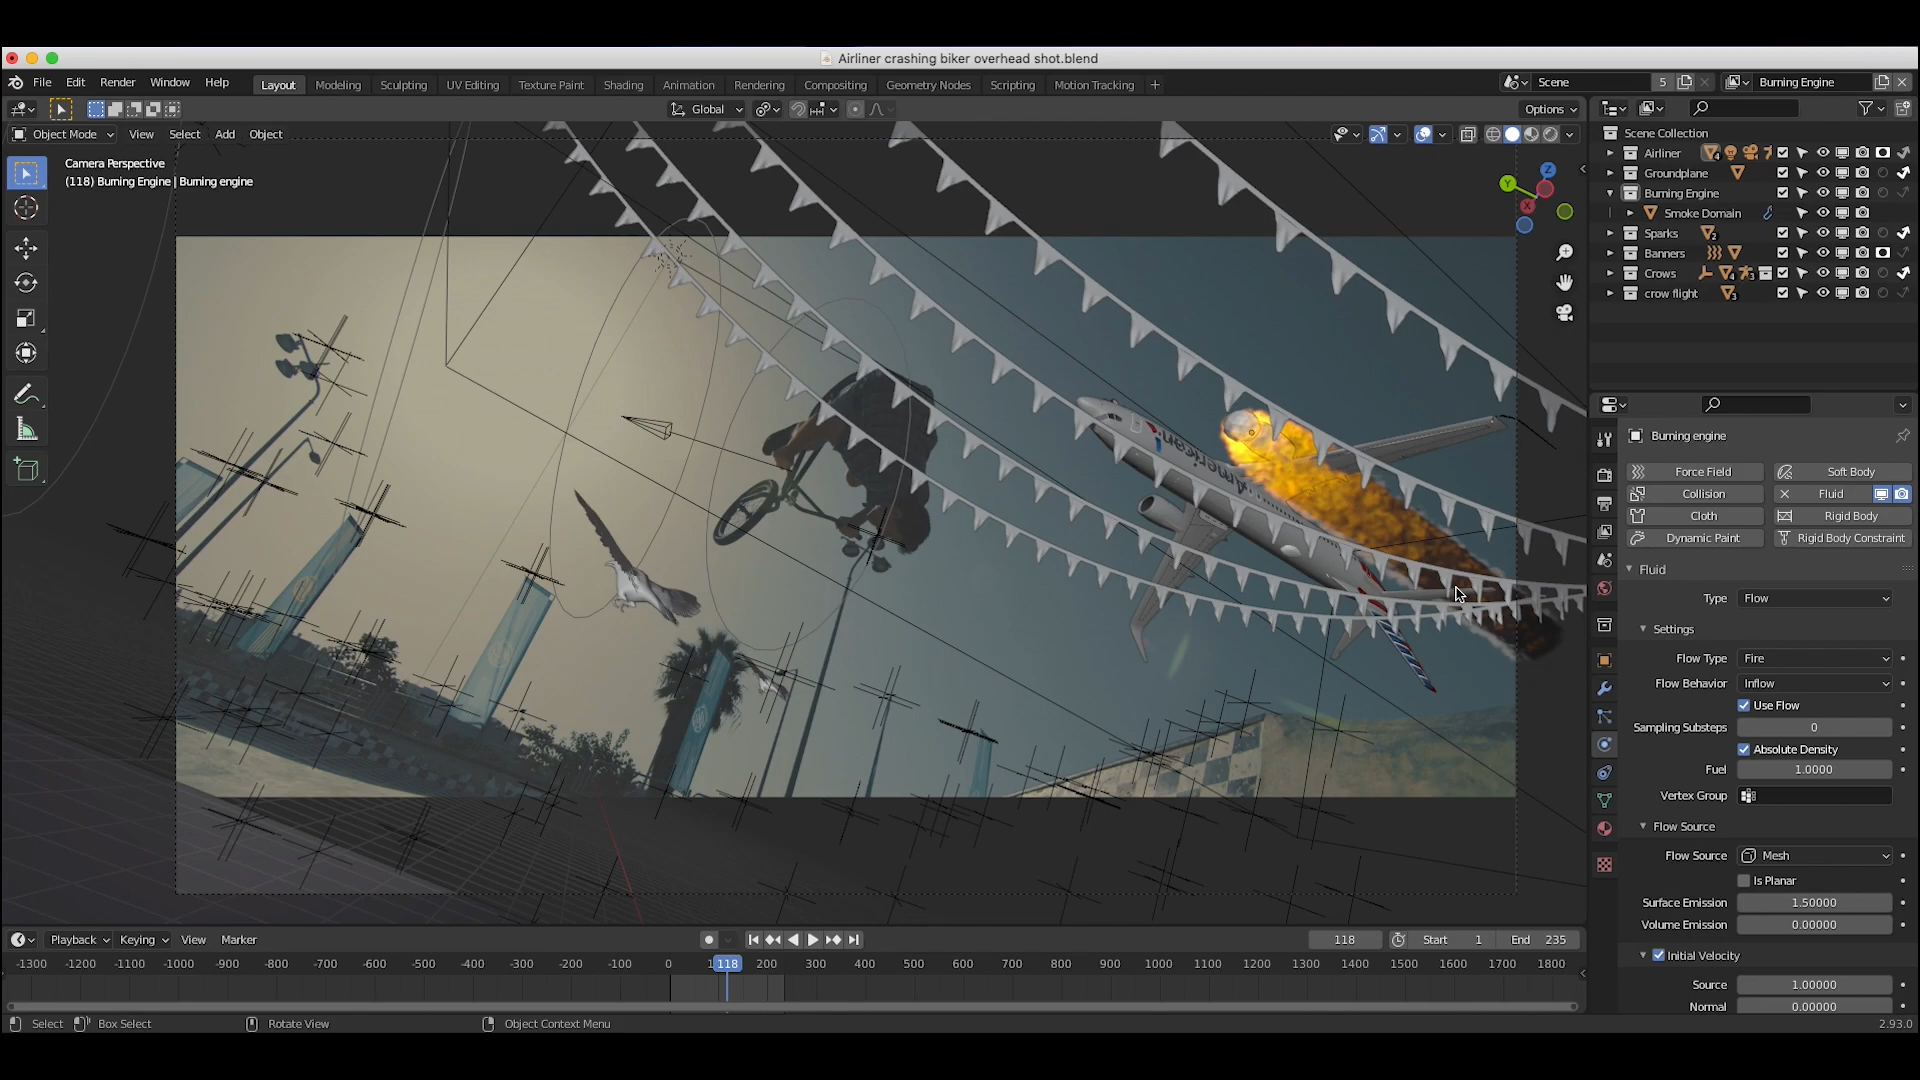 Airliner crashing biker overhead shot.blend
File Edit Render Window Help Layout Modeling Sculpting UV Editing Texture Paint Shading Animation Rendering Compositing Geometry Nodes Scripting Motion Tracking + Scene 5 Burning Engine
Global Options
Object Mode View Select Add Object
Camera Perspective
(118) Burning Engine | Burning engine
Z
Y
X
American
Scene Collection
Airliner 4
Groundplane
Burning Engine
Smoke Domain
Sparks 2
Banners
Crows 4 3
crow flight 3
Burning engine
Force Field Soft Body
Collision Fluid
Cloth Rigid Body
Dynamic Paint Rigid Body Constraint
Fluid
Type Flow
Settings
Flow Type Fire
Flow Behavior Inflow
Use Flow
Sampling Substeps 0
Absolute Density
Fuel 1.0000
Vertex Group
Flow Source
Flow Source Mesh
Is Planar
Surface Emission 1.50000
Volume Emission 0.00000
Initial Velocity
Source 1.00000
Normal 0.00000
Playback Keying View Marker 118 Start 1 End 235
-1300 -1200 -1100 -1000 -900 -800 -700 -600 -500 -400 -300 -200 -100 0 118 200 300 400 500 600 700 800 900 1000 1100 1200 1300 1400 1500 1600 1700 1800
Select Box Select Rotate View Object Context Menu 2.93.0